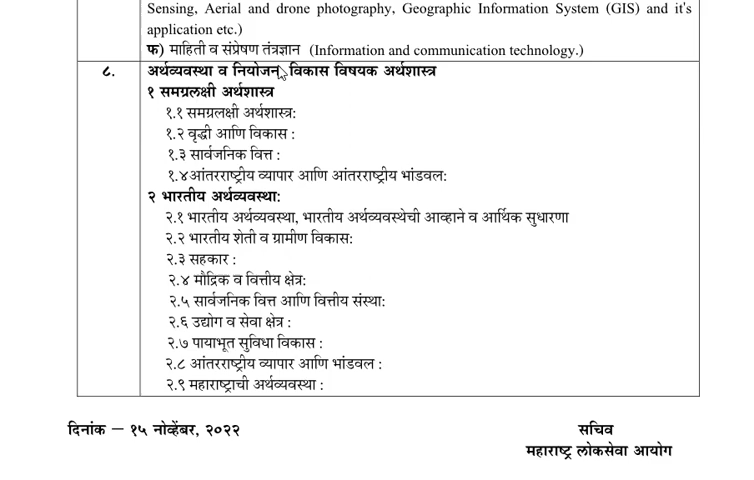 Sensing, Aerial and drone photography, Geographic Information System (GIS) and it's
application etc.)
फ) माहिती व संप्रेषण तंत्रज्ञान (Information and communication technology.)
८. अर्थव्यवस्था व नियोजन, विकास विषयक अर्थशास्त्र
१ समग्रलक्षी अर्थशास्त्र
१.१ समग्रलक्षी अर्थशास्त्र:
१.२ वृद्धी आणि विकास :
१.३ सार्वजनिक वित्त :
१.४आंतरराष्ट्रीय व्यापार आणि आंतरराष्ट्रीय भांडवल:
२ भारतीय अर्थव्यवस्था:
२.१ भारतीय अर्थव्यवस्था, भारतीय अर्थव्यवस्थेची आव्हाने व आर्थिक सुधारणा
२.२ भारतीय शेती व ग्रामीण विकास:
२.३ सहकार :
२.४ मौद्रिक व वित्तीय क्षेत्र:
२.५ सार्वजनिक वित्त आणि वित्तीय संस्था:
२.६ उद्योग व सेवा क्षेत्र :
२.७ पायाभूत सुविधा विकास :
२.८ आंतरराष्ट्रीय व्यापार आणि भांडवल :
२.९ महाराष्ट्राची अर्थव्यवस्था :
दिनांक – १५ नोव्हेंबर, २०२२ सचिव
महाराष्ट्र लोकसेवा आयोग